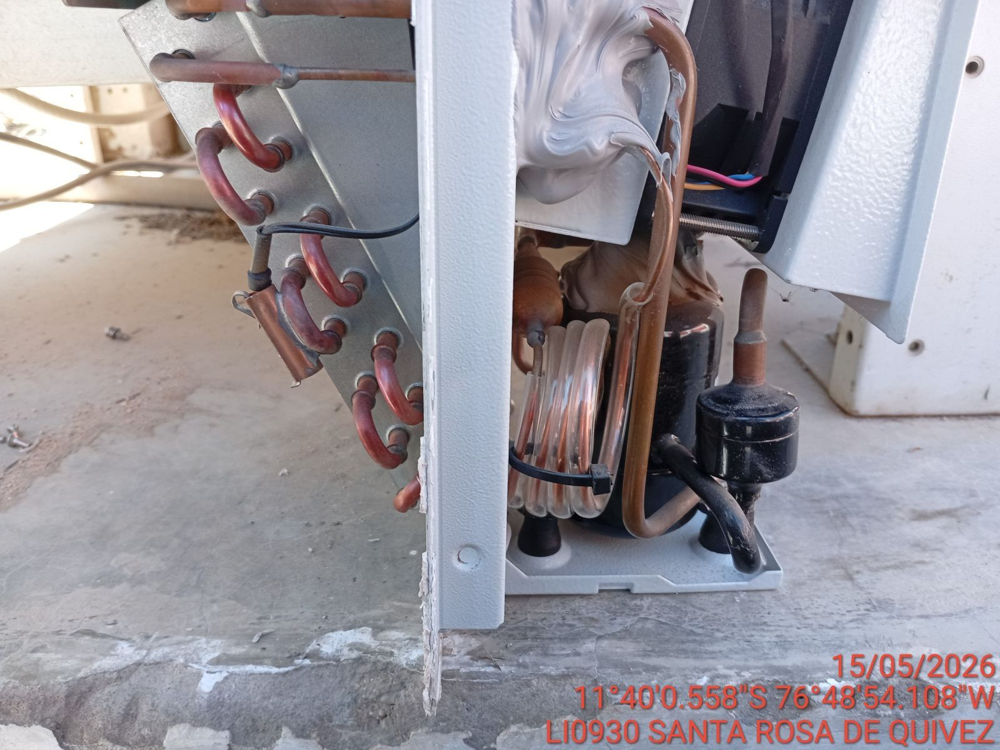 15/05/2026
11°40'0.558"S 76°48'54.108"W
LI0930 SANTA ROSA DE QUIVEZ